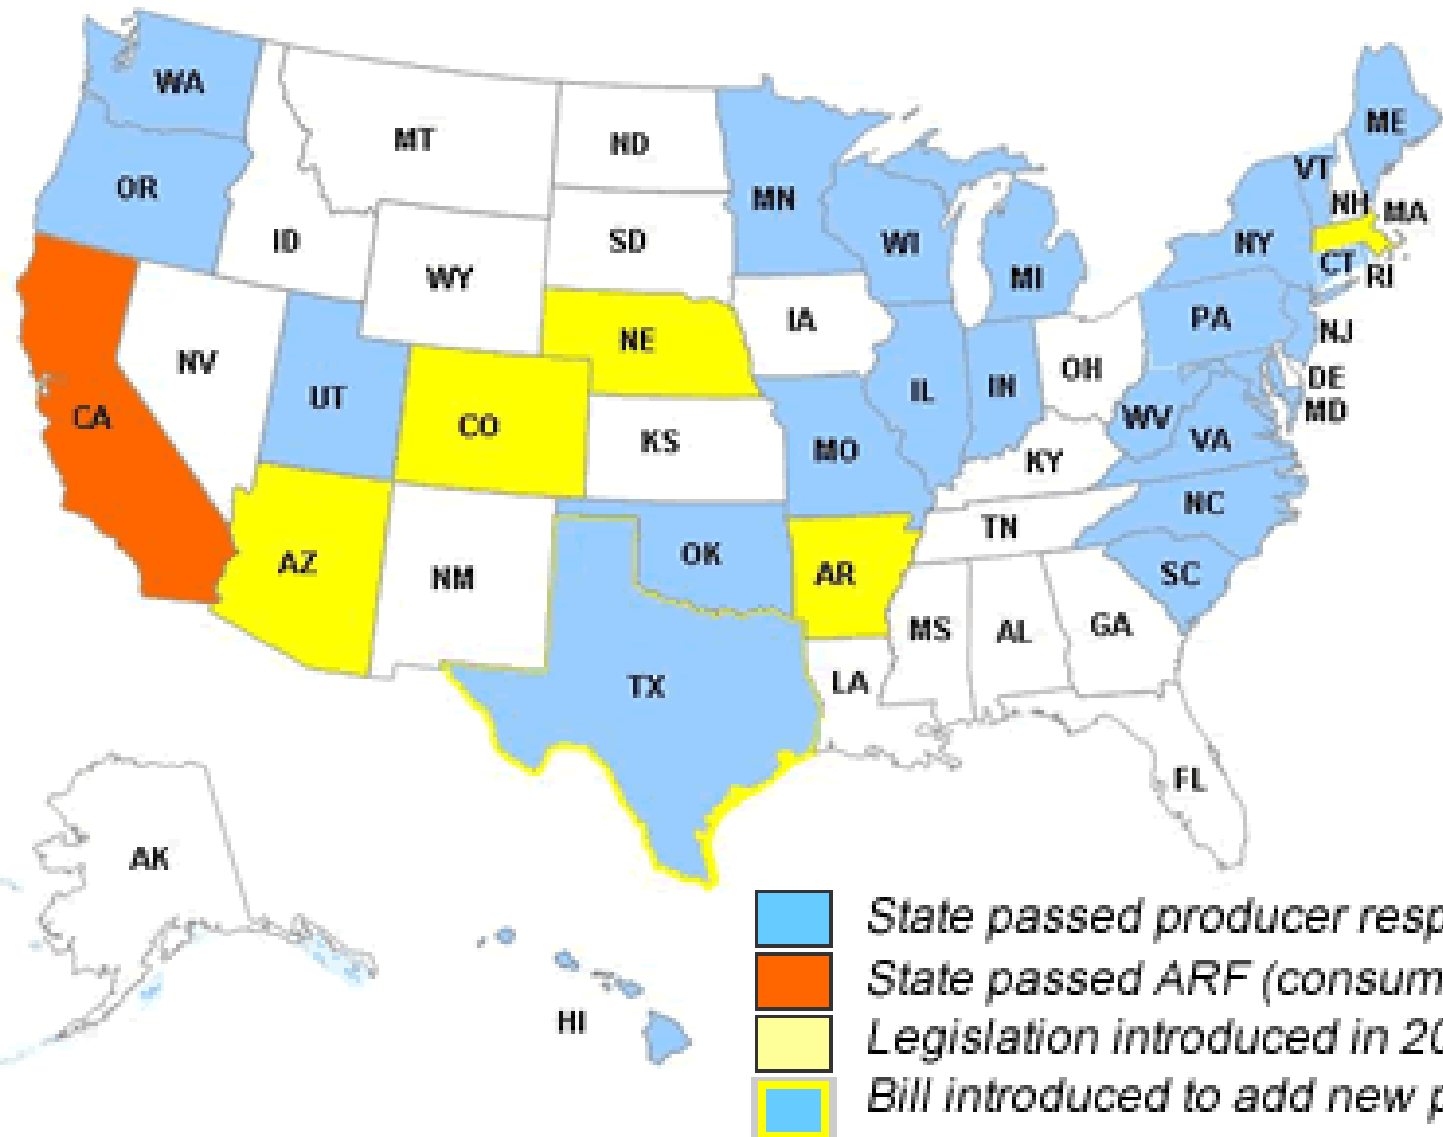 WA
MT
ND
ME
VT
OR
MN
NH
MA
ID
SD
WI
NY
CT
RI
WY
MI
IA
PA
NJ
NE
NV
OH
DE
UT
IL
IN
MD
CA
CO
WV
VA
KS
MO
KY
NC
TN
AZ
OK
AR
SC
NM
MS
AL
GA
LA
TX
FL
AK
HI
State passed producer resp
State passed ARF (consum
Legislation introduced in 20
Bill introduced to add new p